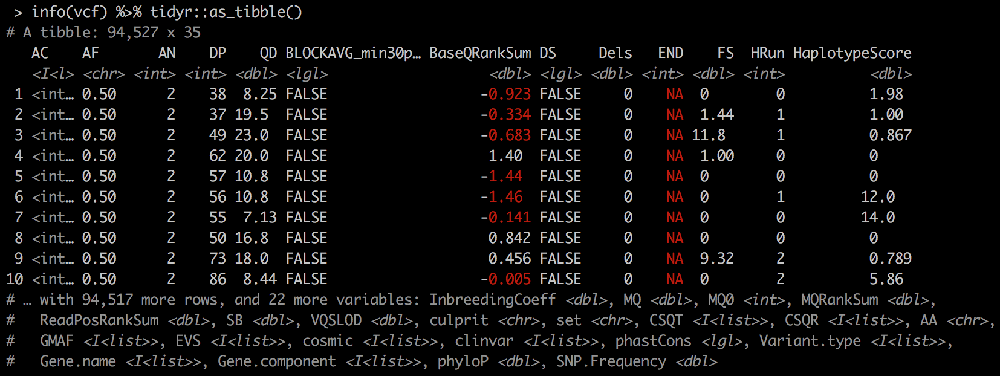 > info(vcf) %>% tidyr::as_tibble()
# A tibble: 94,527 x 35
   AC    AF       AN    DP    QD BLOCKAVG_min30p… BaseQRankSum DS     Dels   END    FS  HRun HaplotypeScore
   <I<l> <chr> <int> <int> <dbl> <lgl>                   <dbl> <lgl> <dbl> <int> <dbl> <int>          <dbl>
 1 <int… 0.50      2    38  8.25 FALSE                  -0.923 FALSE     0    NA  0        0          1.98
 2 <int… 0.50      2    37 19.5  FALSE                  -0.334 FALSE     0    NA  1.44     1          1.00
 3 <int… 0.50      2    49 23.0  FALSE                  -0.683 FALSE     0    NA 11.8      1          0.867
 4 <int… 0.50      2    62 20.0  FALSE                   1.40  FALSE     0    NA  1.00     0          0
 5 <int… 0.50      2    57 10.8  FALSE                  -1.44  FALSE     0    NA  0        0          0
 6 <int… 0.50      2    56 10.8  FALSE                  -1.46  FALSE     0    NA  0        1         12.0
 7 <int… 0.50      2    55  7.13 FALSE                  -0.141 FALSE     0    NA  0        0         14.0
 8 <int… 0.50      2    50 16.8  FALSE                   0.842 FALSE     0    NA  0        0          0
 9 <int… 0.50      2    73 18.0  FALSE                   0.456 FALSE     0    NA  9.32     2          0.789
10 <int… 0.50      2    86  8.44 FALSE                  -0.005 FALSE     0    NA  0        2          5.86
# … with 94,517 more rows, and 22 more variables: InbreedingCoeff <dbl>, MQ <dbl>, MQ0 <int>, MQRankSum <dbl>,
#   ReadPosRankSum <dbl>, SB <dbl>, VQSLOD <dbl>, culprit <chr>, set <chr>, CSQT <I<list>>, CSQR <I<list>>, AA <chr>,
#   GMAF <I<list>>, EVS <I<list>>, cosmic <I<list>>, clinvar <I<list>>, phastCons <lgl>, Variant.type <I<list>>,
#   Gene.name <I<list>>, Gene.component <I<list>>, phyloP <dbl>, SNP.Frequency <dbl>